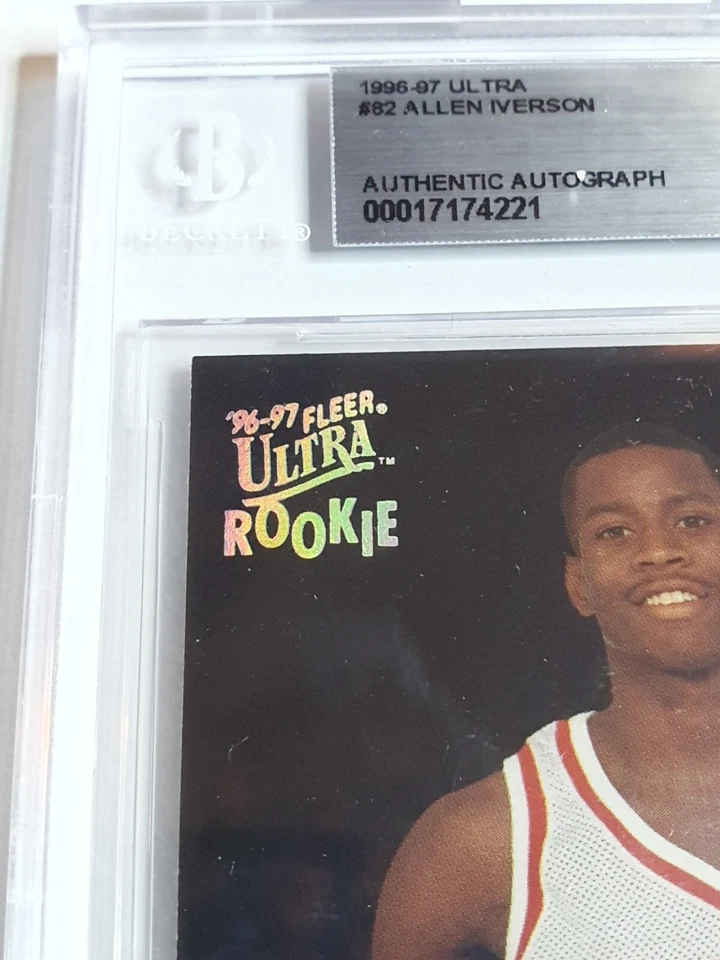 1996-97 ULTRA
#82 ALLEN IVERSON
AUTHENTIC AUTOGRAPH
00017174221
B
BECKETT®
'96-97 FLEER®
ULTRA™
ROOKIE